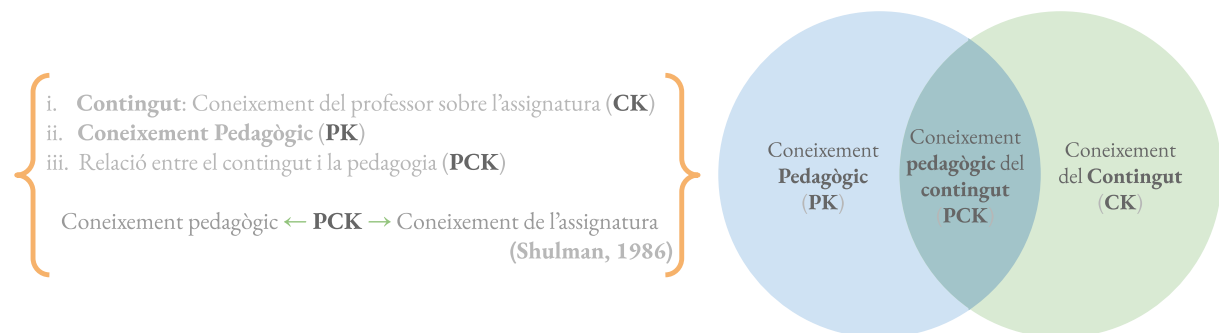 i. Contingut: Coneixement del professor sobre l’assignatura (CK)
ii. Coneixement Pedagògic (PK)
iii. Relació entre el contingut i la pedagogia (PCK)
Coneixement pedagògic ← PCK → Coneixement de l’assignatura
(Shulman, 1986)
Coneixement
Pedagògic
(PK)
Coneixement
pedagògic del
contingut
(PCK)
Coneixement
del Contingut
(CK)